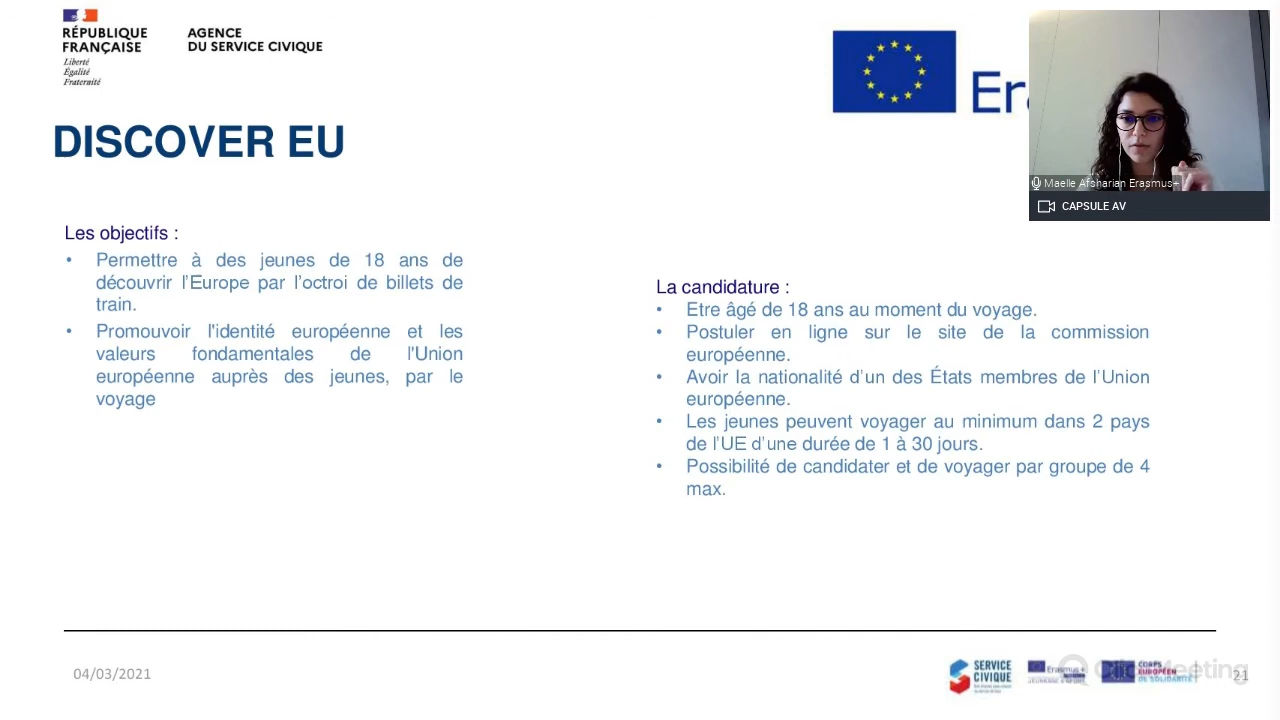 RÉPUBLIQUE
FRANÇAISE
Liberté
Égalité
Fraternité
AGENCE
DU SERVICE CIVIQUE
Maelle Afsharian Erasmus+
CAPSULE AV
DISCOVER EU
Les objectifs :
• Permettre à des jeunes de 18 ans de
découvrir l'Europe par l'octroi de billets de
train.
• Promouvoir l'identité européenne et les
valeurs fondamentales de l'Union
européenne auprès des jeunes, par le
voyage
La candidature :
• Etre âgé de 18 ans au moment du voyage.
• Postuler en ligne sur le site de la commission
européenne.
• Avoir la nationalité d'un des États membres de l'Union
européenne.
• Les jeunes peuvent voyager au minimum dans 2 pays
de l'UE d'une durée de 1 à 30 jours.
• Possibilité de candidater et de voyager par groupe de 4
max.
04/03/2021
SERVICE
CIVIQUE
Erasmus+
CORPS
EUROPÉEN
DE SOLIDARITÉ
21